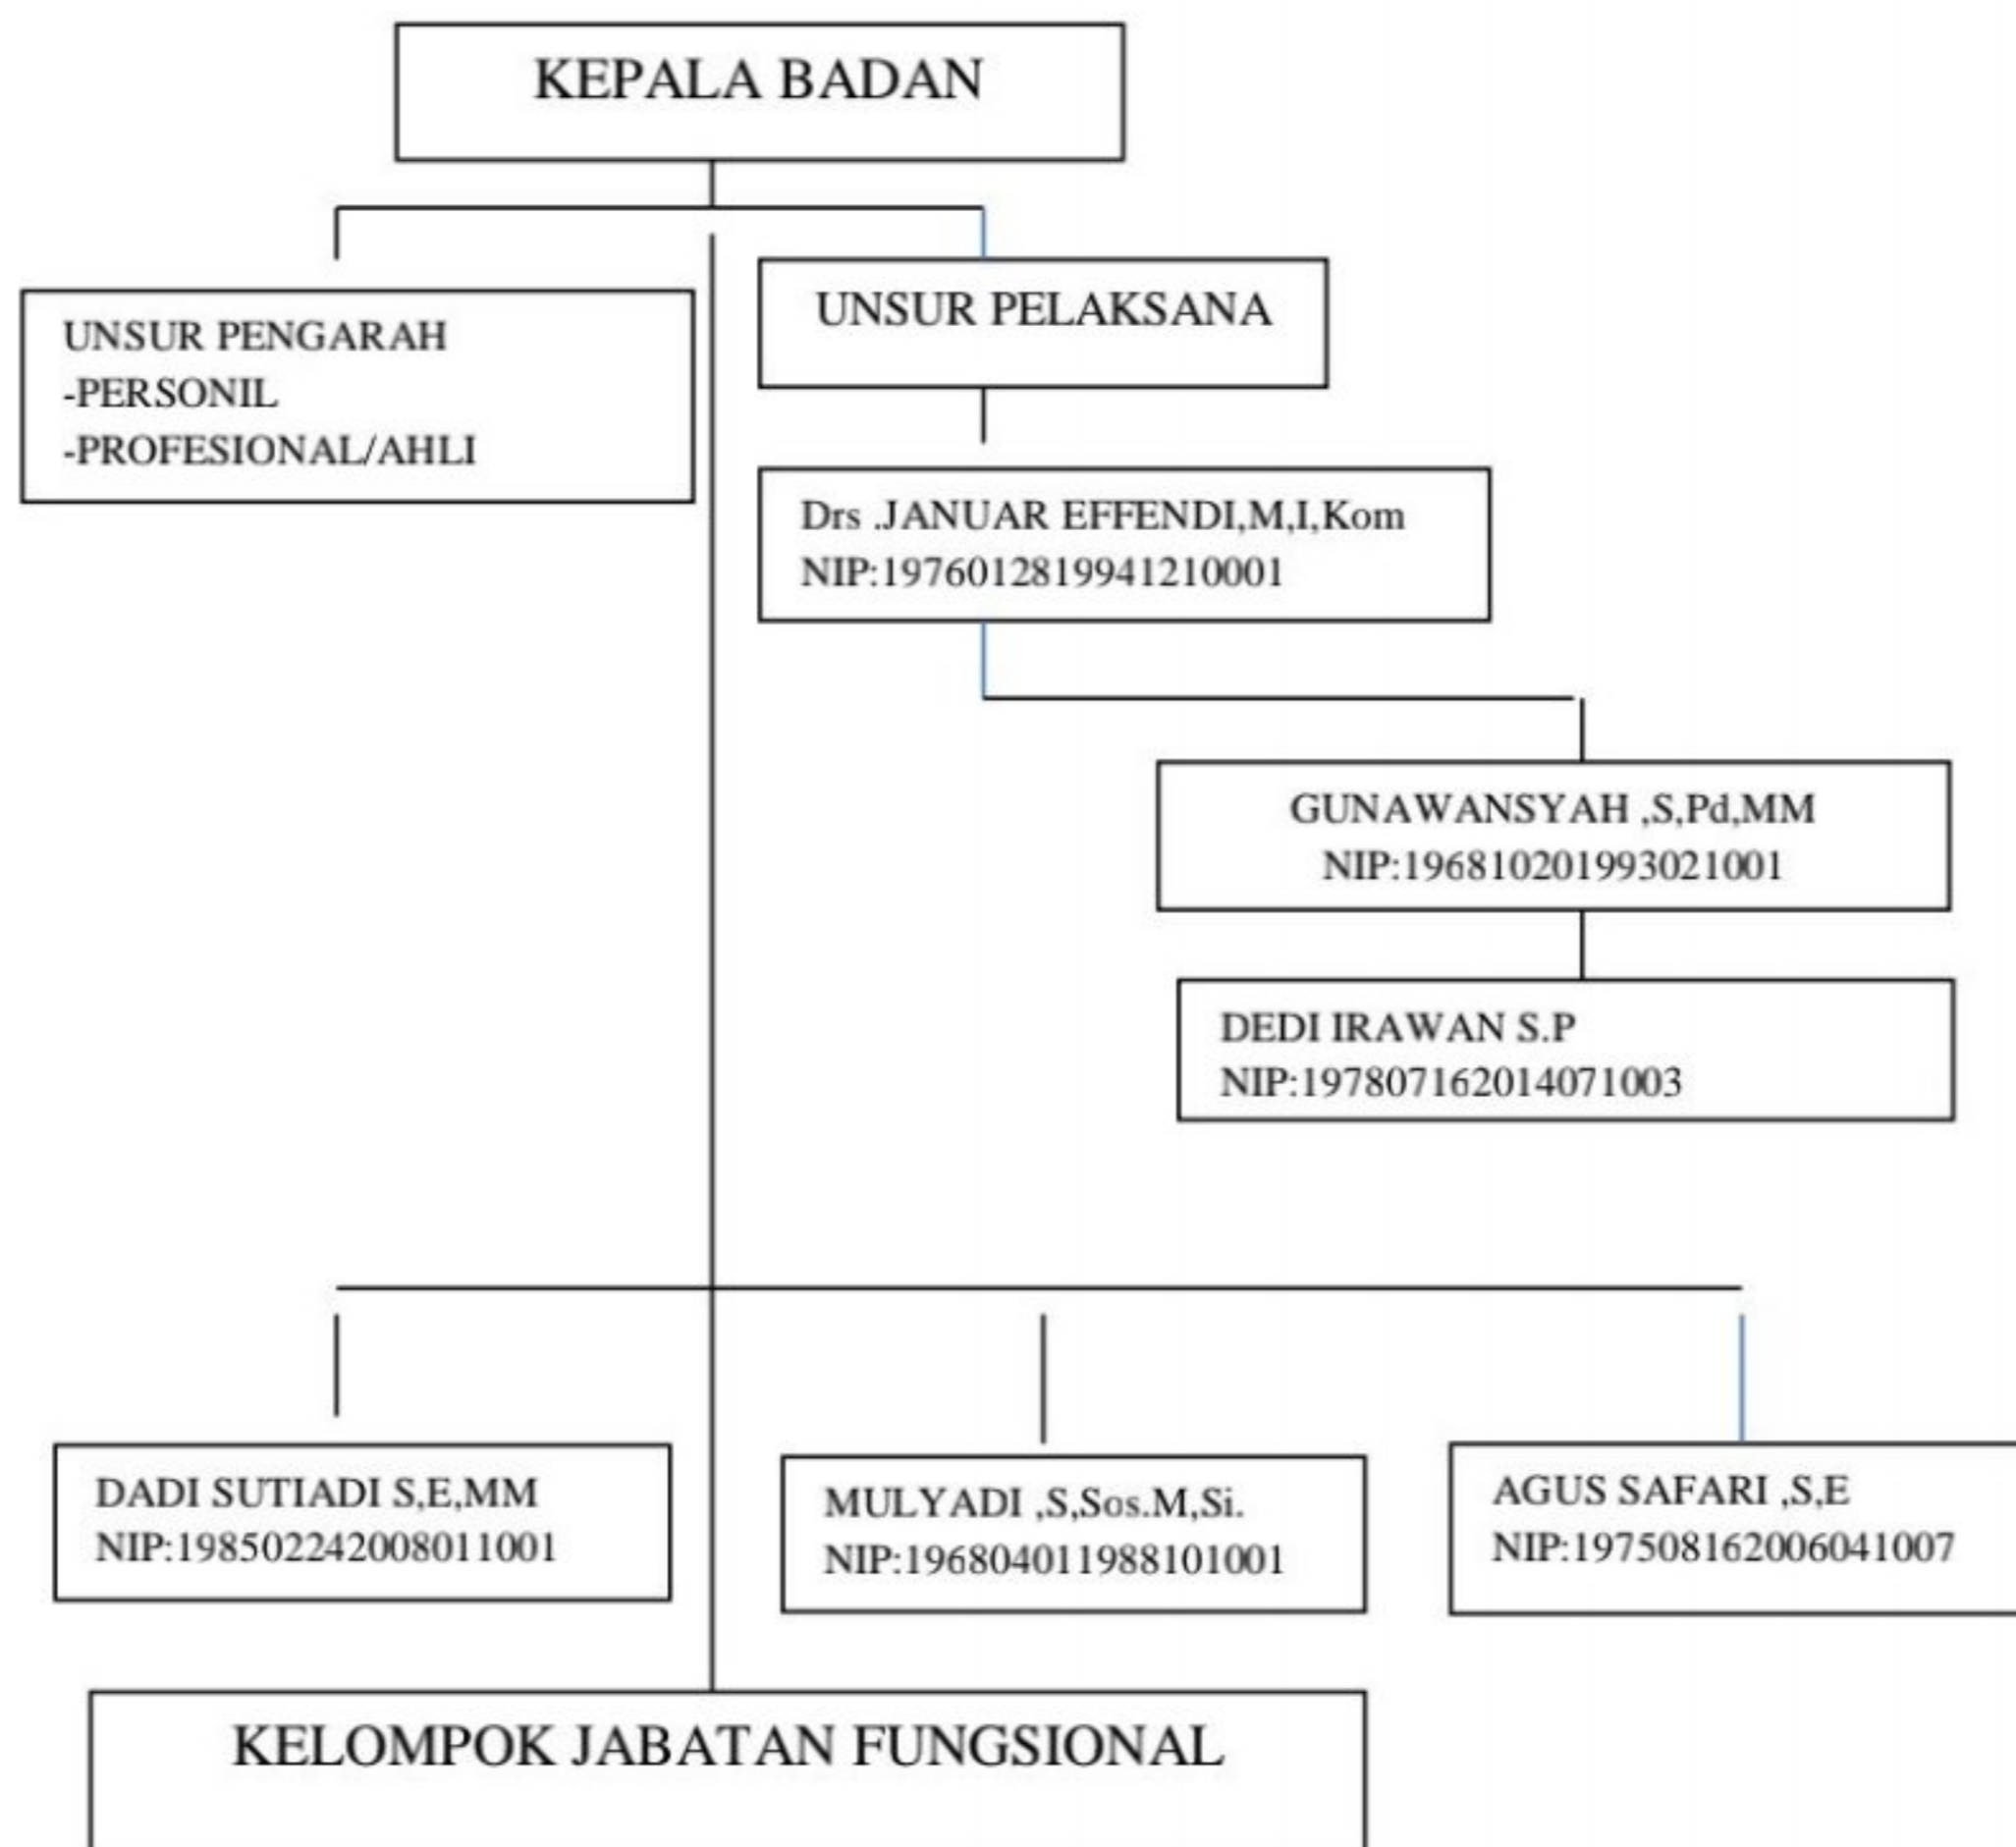 KEPALA BADAN
UNSUR PENGARAH
-PERSONIL
-PROFESIONAL/AHLI
UNSUR PELAKSANA
Drs .JANUAR EFFENDI,M,I,Kom
NIP:1976012819941210001
GUNAWANSYAH ,S,Pd,MM
NIP:196810201993021001
DEDI IRAWAN S.P
NIP:197807162014071003
DADI SUTIADI S,E,MM
NIP:198502242008011001
MULYADI ,S,Sos.M,Si.
NIP:196804011988101001
AGUS SAFARI ,S,E
NIP:197508162006041007
KELOMPOK JABATAN FUNGSIONAL